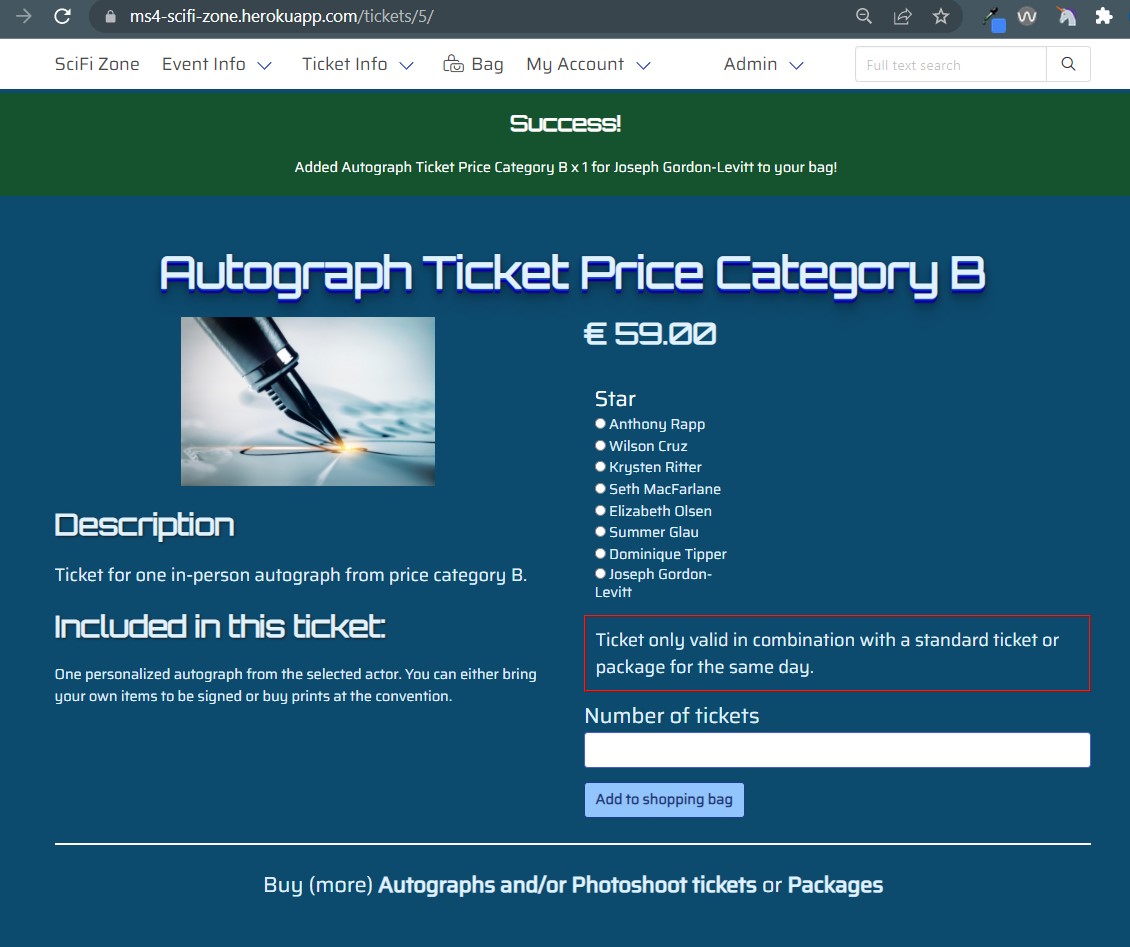 ms4-scifi-zone.herokuapp.com/tickets/5/
SciFi Zone Event Info Ticket Info Bag My Account Admin Full text search
Success!
Added Autograph Ticket Price Category B x 1 for Joseph Gordon-Levitt to your bag!
Autograph Ticket Price Category B
€ 59.00
Star
Anthony Rapp
Wilson Cruz
Krysten Ritter
Seth MacFarlane
Elizabeth Olsen
Summer Glau
Dominique Tipper
Joseph Gordon-
Levitt
Description
Ticket for one in-person autograph from price category B.
Included in this ticket:
One personalized autograph from the selected actor. You can either bring
your own items to be signed or buy prints at the convention.
Ticket only valid in combination with a standard ticket or
package for the same day.
Number of tickets
Add to shopping bag
Buy (more) Autographs and/or Photoshoot tickets or Packages